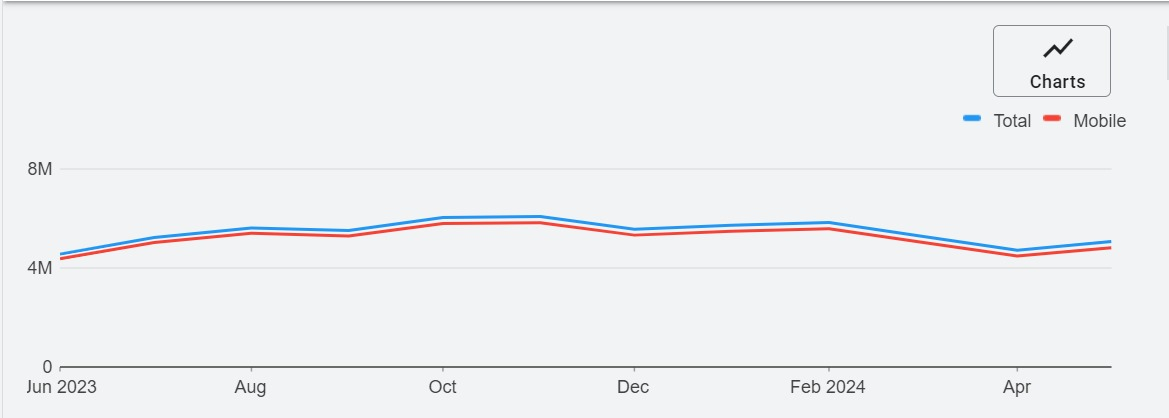 Charts
Total Mobile
8M
4M
0
Jun 2023 Aug Oct Dec Feb 2024 Apr